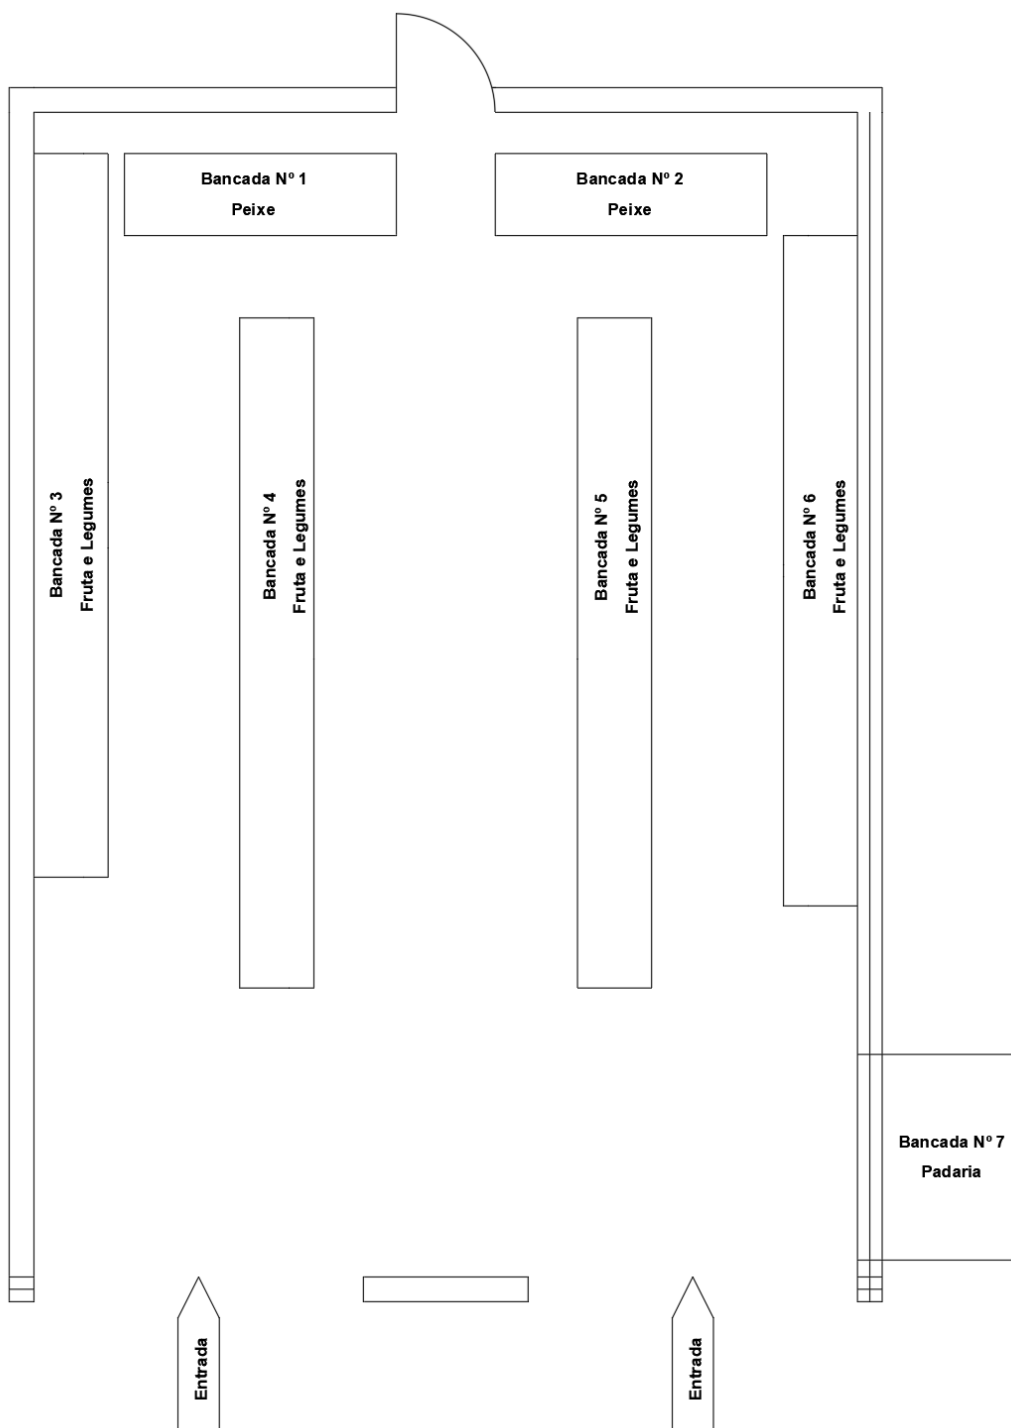 Bancada Nº 1
Peixe
Bancada Nº 2
Peixe
Bancada Nº 3
Fruta e Legumes
Bancada Nº 4
Fruta e Legumes
Bancada Nº 5
Fruta e Legumes
Bancada Nº 6
Fruta e Legumes
Bancada Nº 7
Padaria
Entrada
Entrada